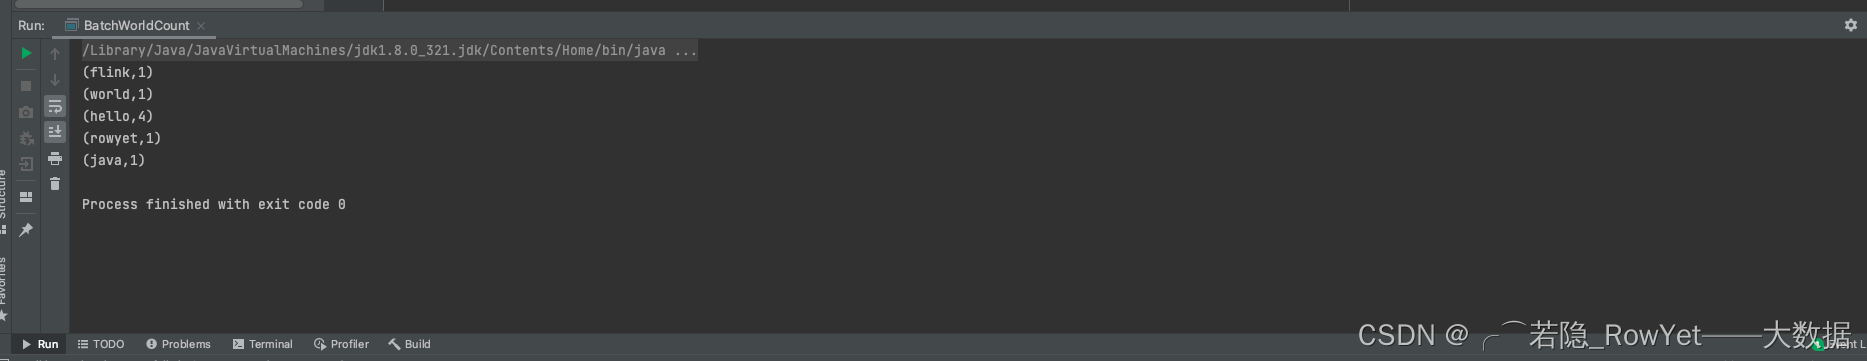 Run: BatchWorldCount
/Library/Java/JavaVirtualMachines/jdk1.8.0_321.jdk/Contents/Home/bin/java ...
(flink,1)
(world,1)
(hello,4)
(rowyet,1)
(java,1)
Process finished with exit code 0
Structure
Favorites
Run TODO Problems Terminal Profiler Build
CSDN @╭⌒若隐_RowYet——大数据